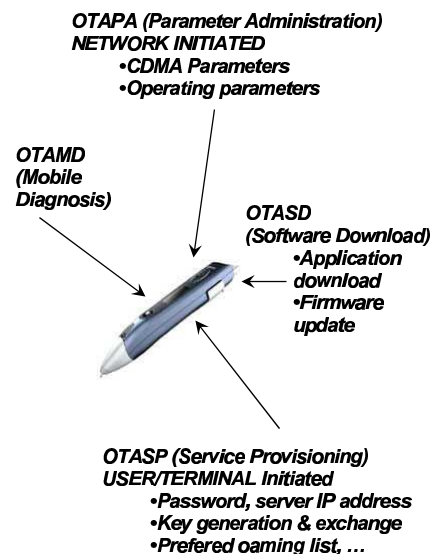 OTAPA (Parameter Administration)
NETWORK INITIATED
•CDMA Parameters
•Operating parameters
OTAMD
(Mobile
Diagnosis)
OTASD
(Software Download)
•Application
download
•Firmware
update
OTASP (Service Provisioning)
USER/TERMINAL Initiated
•Password, server IP address
•Key generation & exchange
•Prefered oaming list, ...